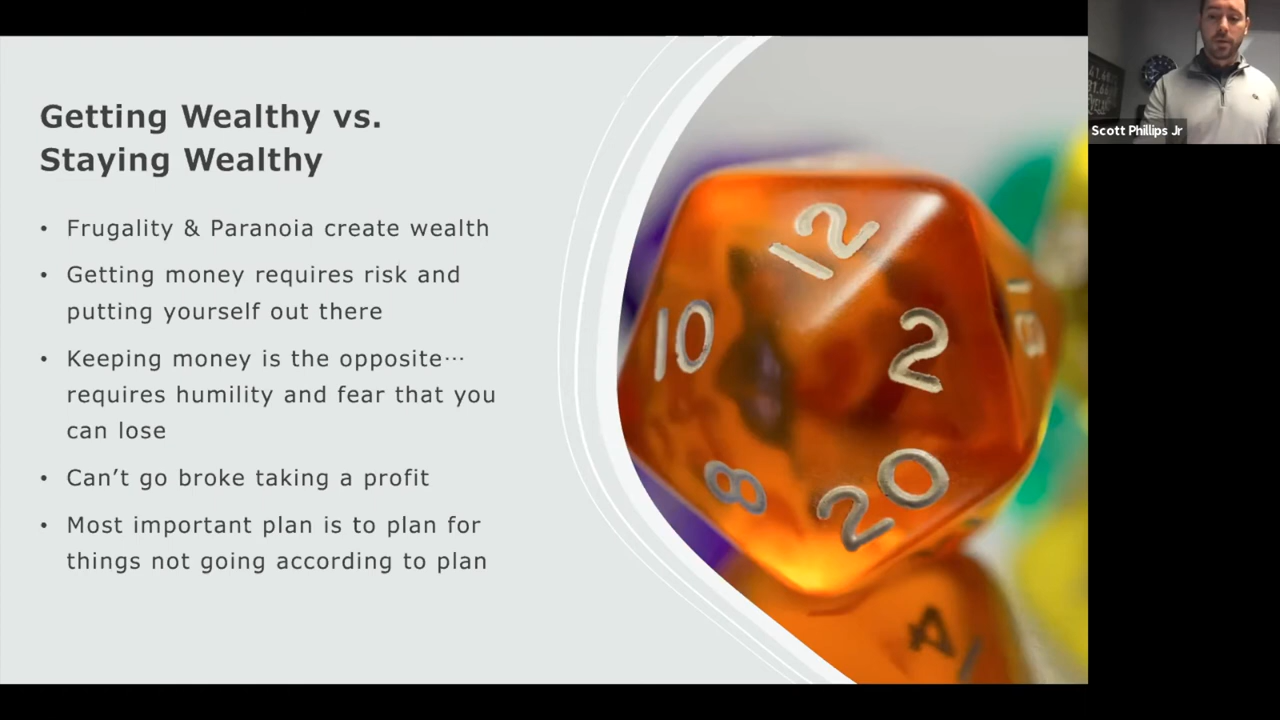 Getting Wealthy vs.
Staying Wealthy
• Frugality & Paranoia create wealth
• Getting money requires risk and
putting yourself out there
• Keeping money is the opposite…
requires humility and fear that you
can lose
• Can’t go broke taking a profit
• Most important plan is to plan for
things not going according to plan
12
10
2
8
20
4
Scott Phillips Jr